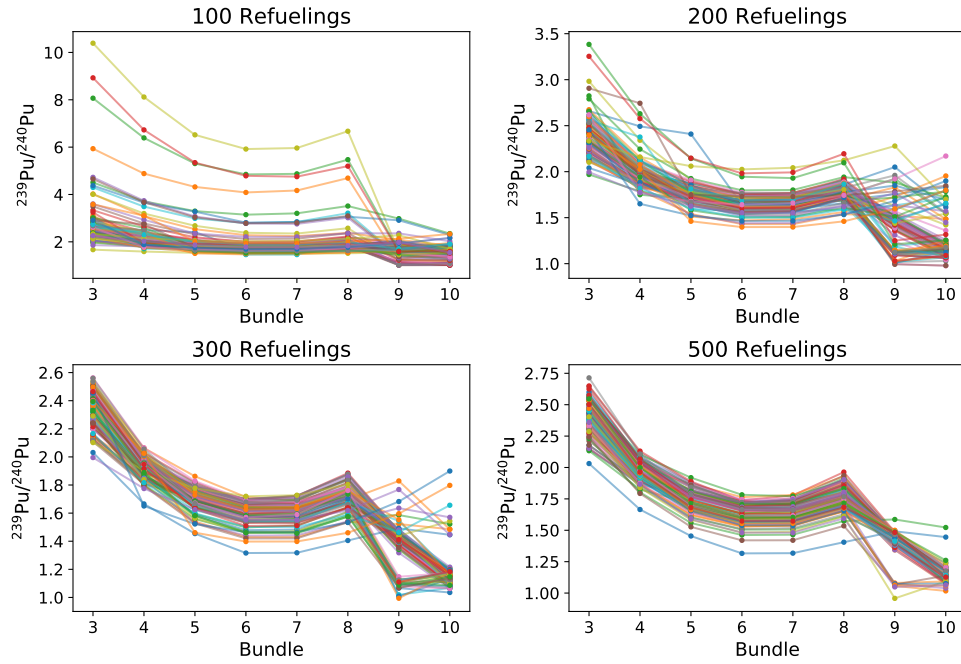 100 Refuelings
²³⁹Pu/²⁴⁰Pu
10
8
6
4
2
3 4 5 6 7 8 9 10
Bundle
200 Refuelings
²³⁹Pu/²⁴⁰Pu
3.5
3.0
2.5
2.0
1.5
1.0
3 4 5 6 7 8 9 10
Bundle
300 Refuelings
²³⁹Pu/²⁴⁰Pu
2.6
2.4
2.2
2.0
1.8
1.6
1.4
1.2
1.0
3 4 5 6 7 8 9 10
Bundle
500 Refuelings
²³⁹Pu/²⁴⁰Pu
2.75
2.50
2.25
2.00
1.75
1.50
1.25
1.00
3 4 5 6 7 8 9 10
Bundle